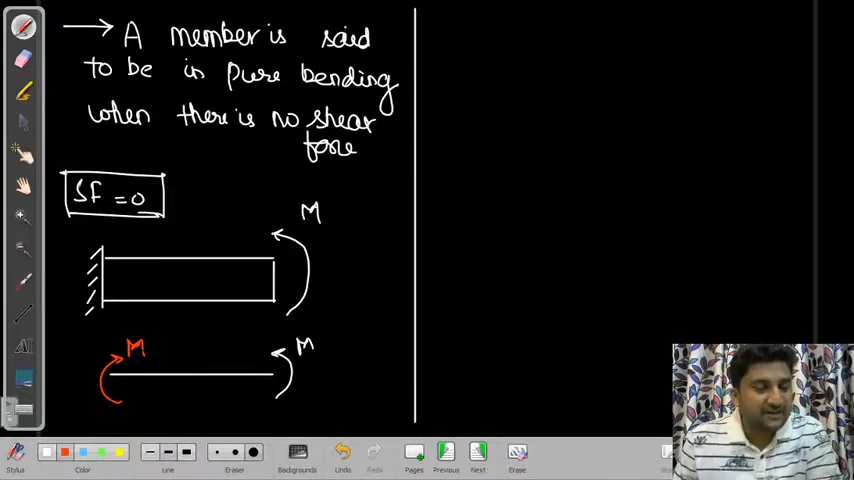 → A member is said
to be in pure bending
when there is no shear
force
SF = 0
M
M
M
AI
Stylus
Color
Line
Eraser
Backgrounds
Undo
Redo
Pages
Previous
Next
Erase